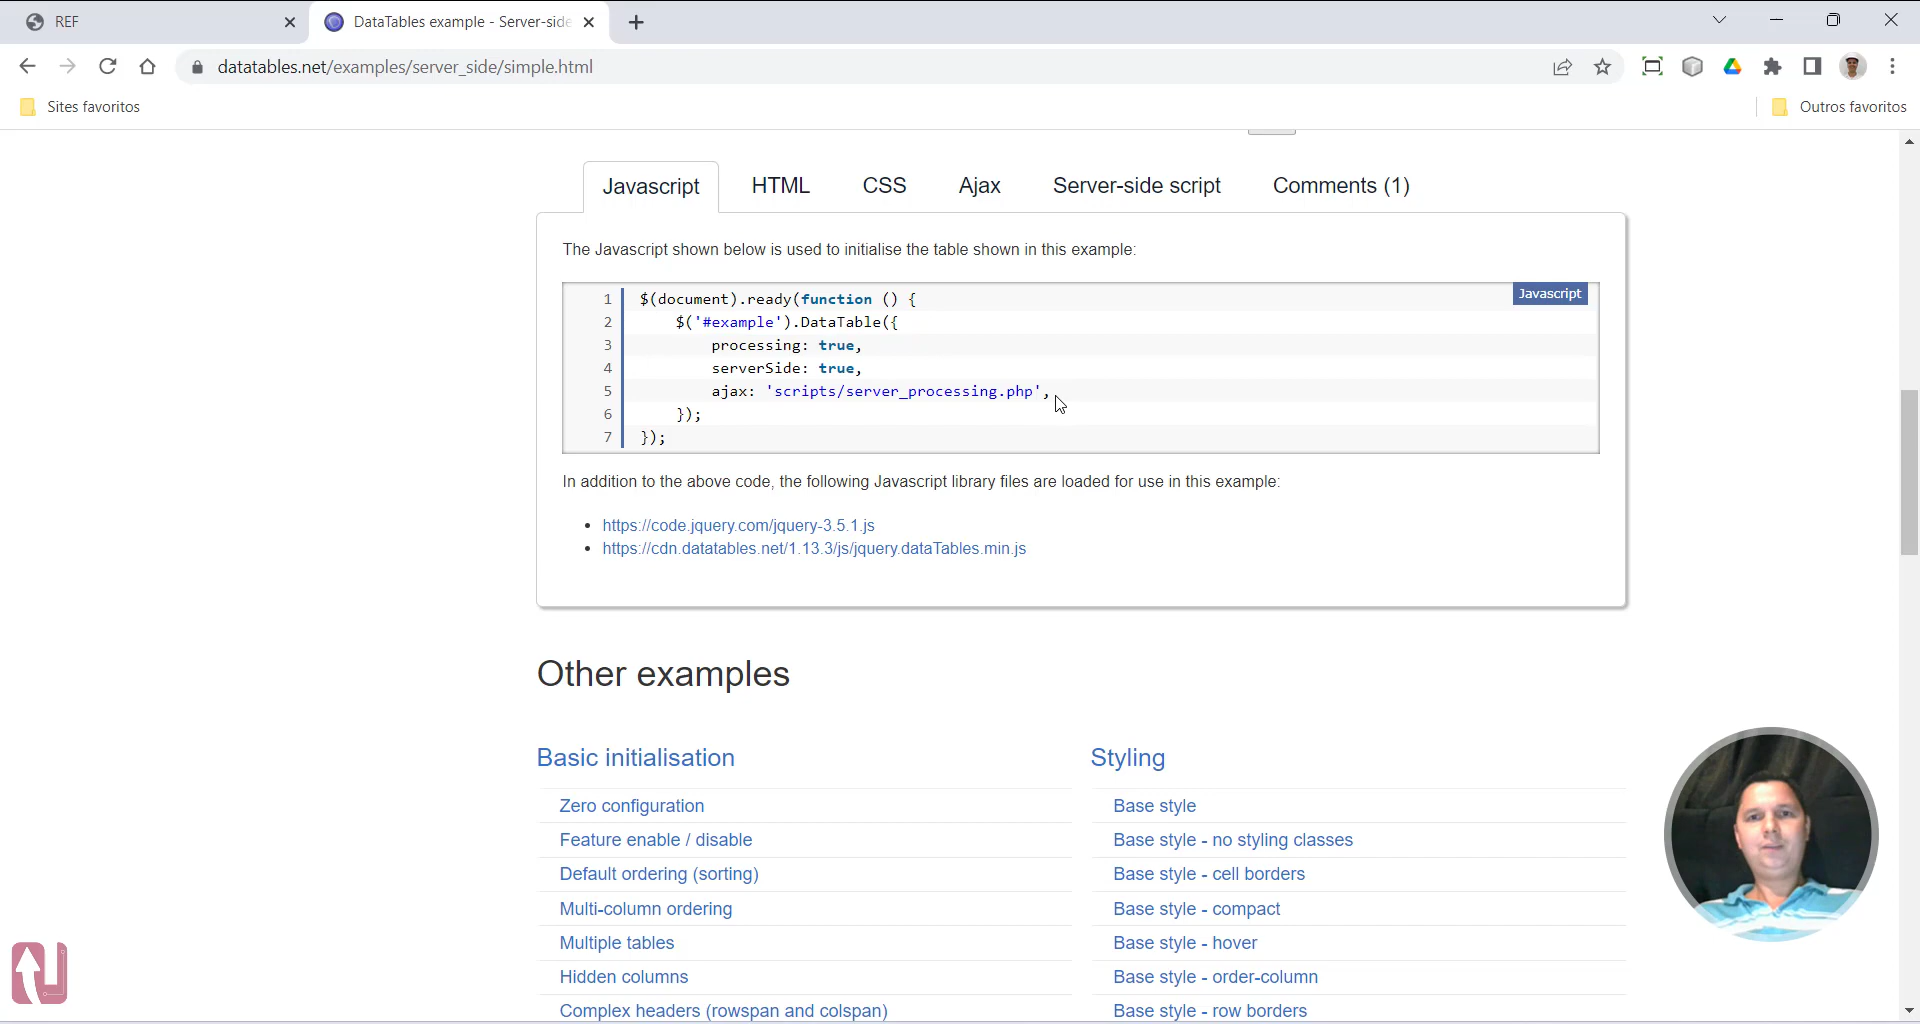 REF
DataTables example - Server-side
datatables.net/examples/server_side/simple.html
Sites favoritos
Outros favoritos
Javascript
HTML
CSS
Ajax
Server-side script
Comments (1)
The Javascript shown below is used to initialise the table shown in this example:
Javascript
1 $(document).ready(function () {
2 $('#example').DataTable({
3 processing: true,
4 serverSide: true,
5 ajax: 'scripts/server_processing.php',
6 });
7 });
In addition to the above code, the following Javascript library files are loaded for use in this example:
• https://code.jquery.com/jquery-3.5.1.js
• https://cdn.datatables.net/1.13.3/js/jquery.dataTables.min.js
Other examples
Basic initialisation
Zero configuration
Feature enable / disable
Default ordering (sorting)
Multi-column ordering
Multiple tables
Hidden columns
Complex headers (rowspan and colspan)
Styling
Base style
Base style - no styling classes
Base style - cell borders
Base style - compact
Base style - hover
Base style - order-column
Base style - row borders